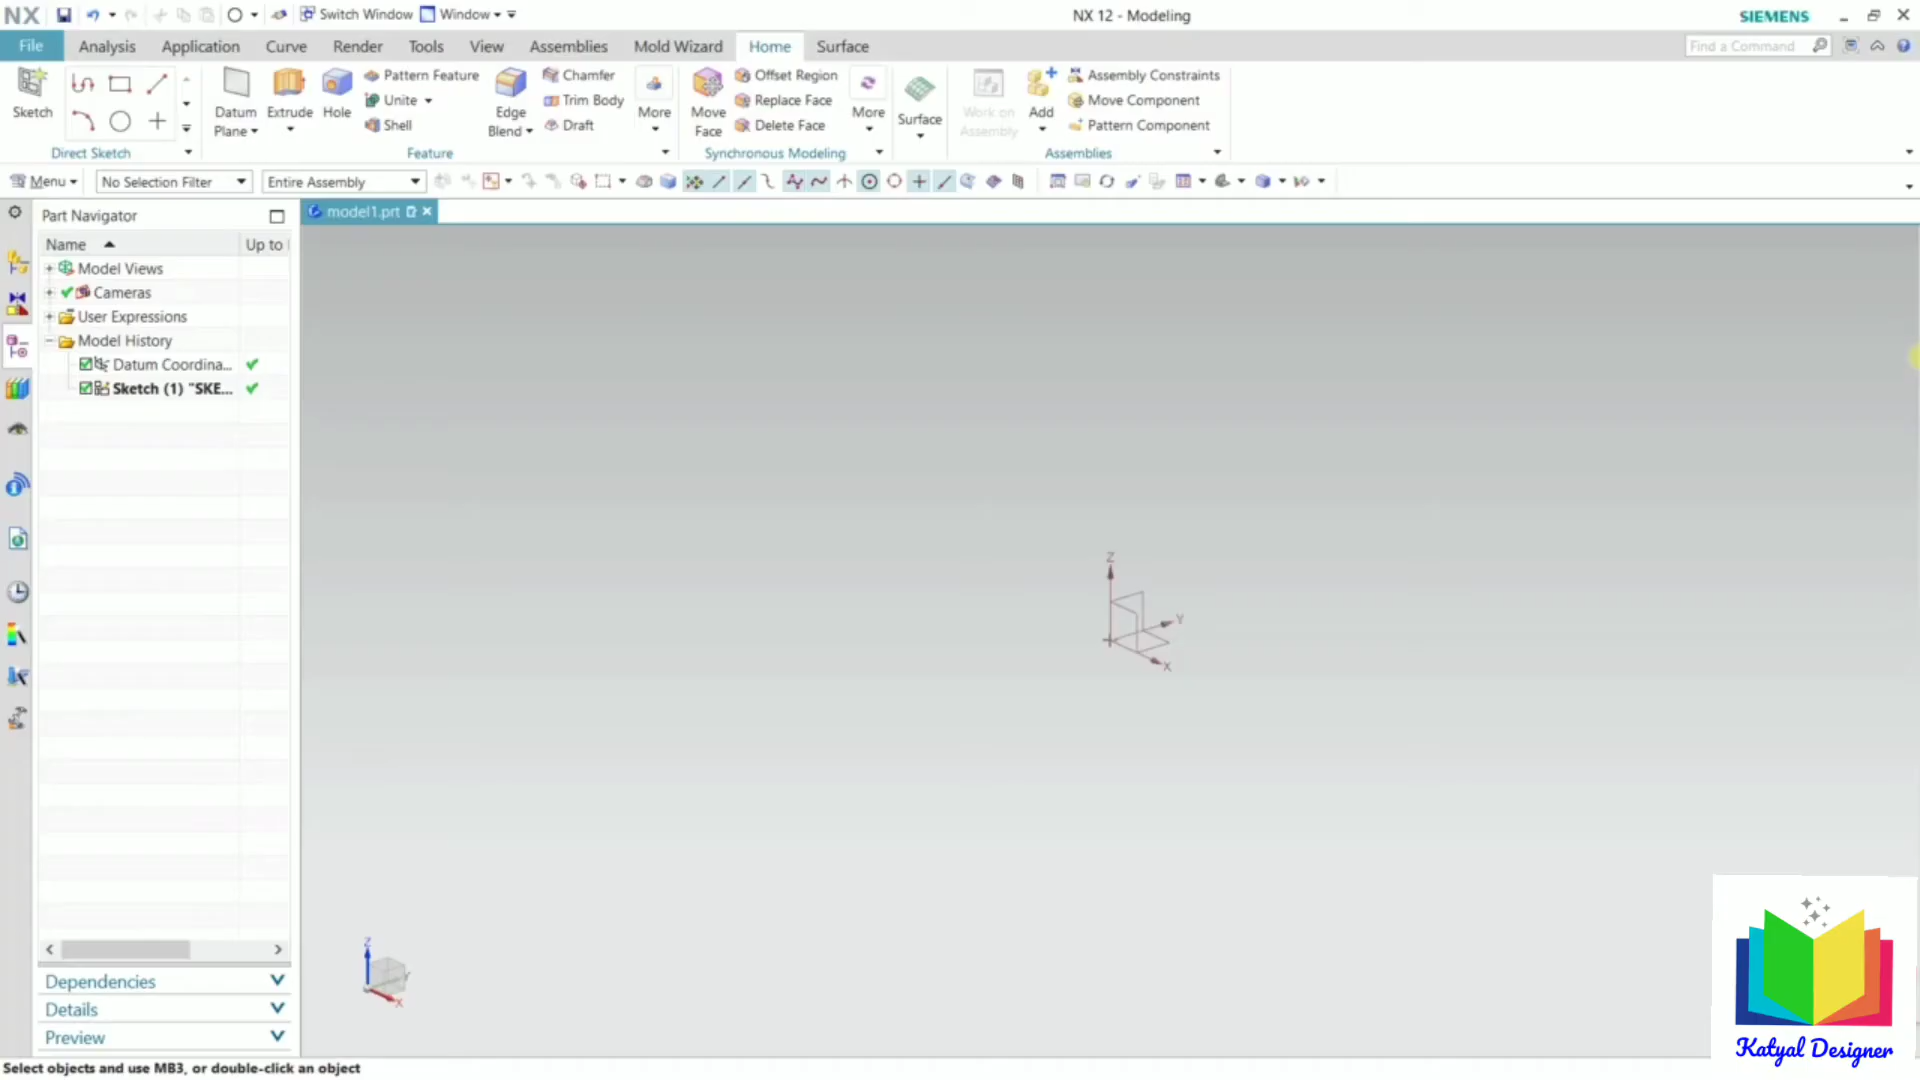 NX Switch Window Window NX 12 - Modeling SIEMENS
File Analysis Application Curve Render Tools View Assemblies Mold Wizard Home Surface Find a Command
Sketch
Direct Sketch
Datum Plane
Extrude
Hole
Pattern Feature
Unite
Shell
Edge Blend
Chamfer
Trim Body
Draft
More
Feature
Move Face
Offset Region
Replace Face
Delete Face
More
Synchronous Modeling
Surface
Work on Assembly
Add
Assembly Constraints
Move Component
Pattern Component
Assemblies
Menu No Selection Filter Entire Assembly
Part Navigator
model1.prt
Name Up to
Model Views
Cameras
User Expressions
Model History
Datum Coordina...
Sketch (1) "SKE...
Z
Y
X
Z
Y
X
Dependencies
Details
Preview
Katyal Designer
Select objects and use MB3, or double-click an object